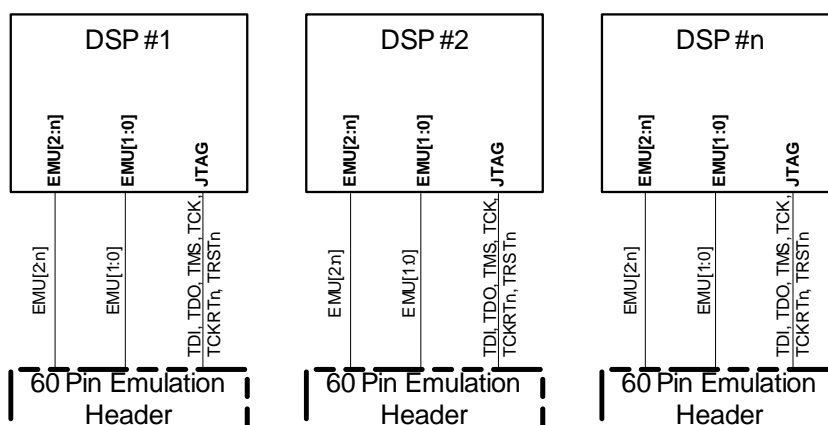 DSP #1
DSP #2
DSP #n
EMU[2:n]
EMU[1:0]
JTAG
EMU[2:n]
EMU[1:0]
JTAG
EMU[2:n]
EMU[1:0]
JTAG
EMU[2:n]
EMU[1:0]
TDI, TDO, TMS, TCK,
TCKRTn, TRSTn
EMU[2:n]
EMU[1:0]
TDI, TDO, TMS, TCK,
TCKRTn, TRSTn
EMU[2:n]
EMU[1:0]
TDI, TDO, TMS, TCK,
TCKRTn, TRSTn
60 Pin Emulation
Header
60 Pin Emulation
Header
60 Pin Emulation
Header